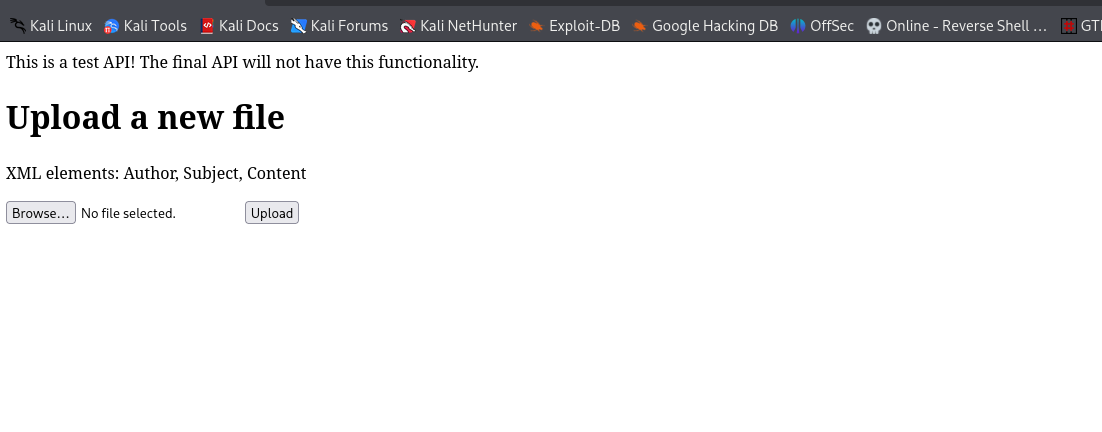 Kali Linux Kali Tools Kali Docs Kali Forums Kali NetHunter Exploit-DB Google Hacking DB OffSec Online - Reverse Shell ...
This is a test API! The final API will not have this functionality.
Upload a new file
XML elements: Author, Subject, Content
Browse... No file selected. Upload